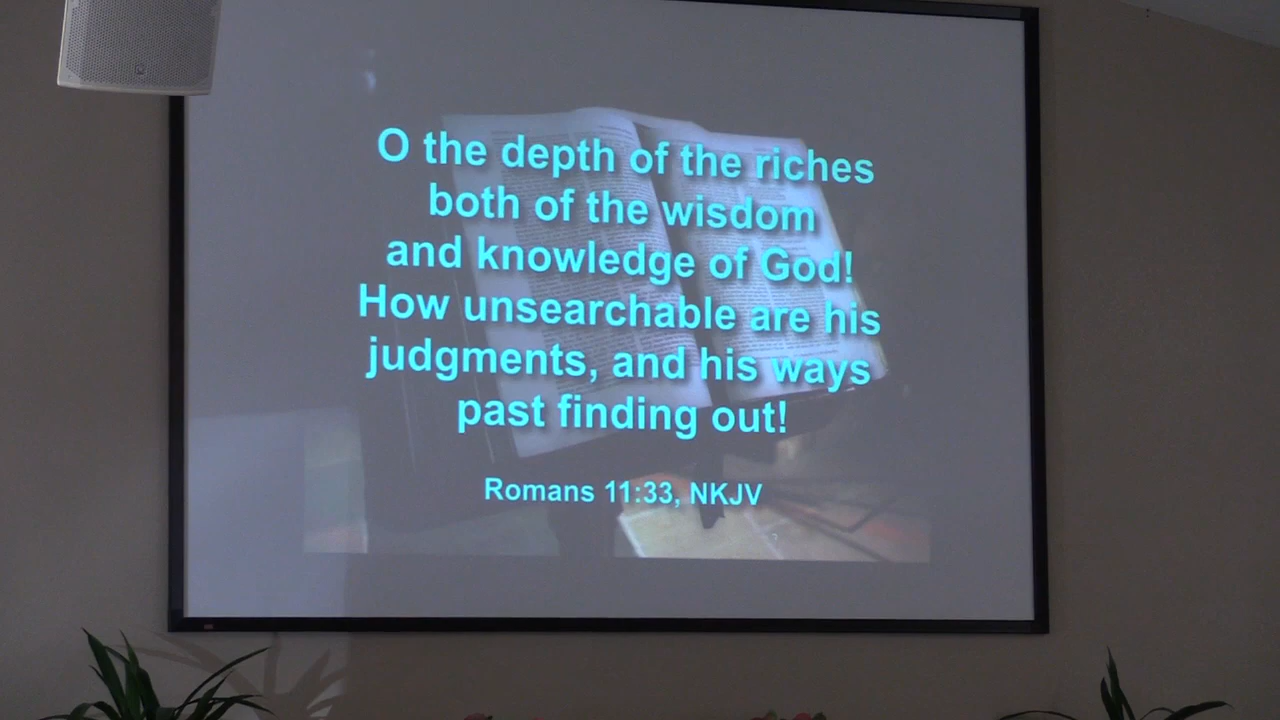 O the depth of the riches
both of the wisdom
and knowledge of God!
How unsearchable are his
judgments, and his ways
past finding out!
Romans 11:33, NKJV